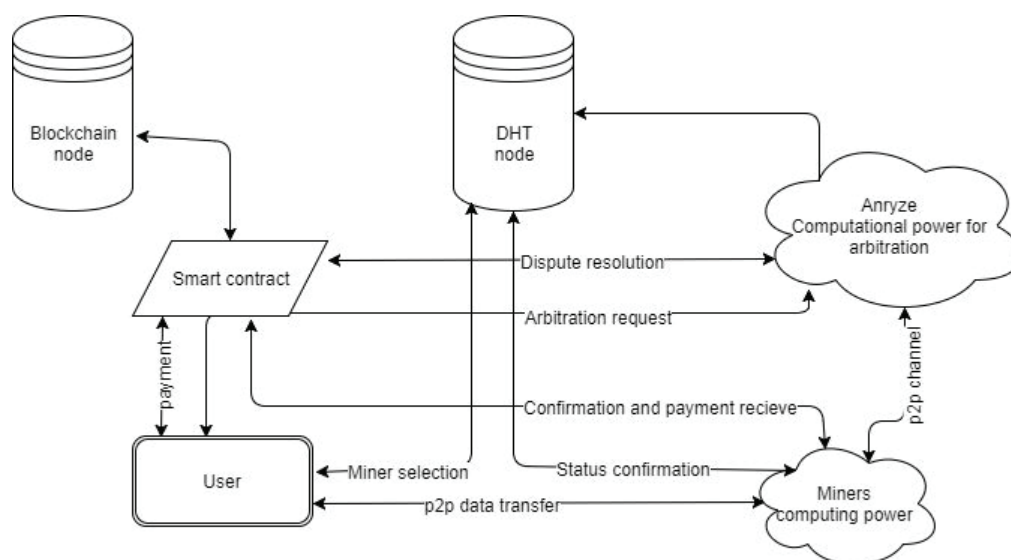 Blockchain
node
DHT
node
Anryze
Computational power for
arbitration
Smart contract
Dispute resolution
Arbitration request
payment
p2p channel
Confirmation and payment recieve
User
Miner selection
Status confirmation
p2p data transfer
Miners
computing power